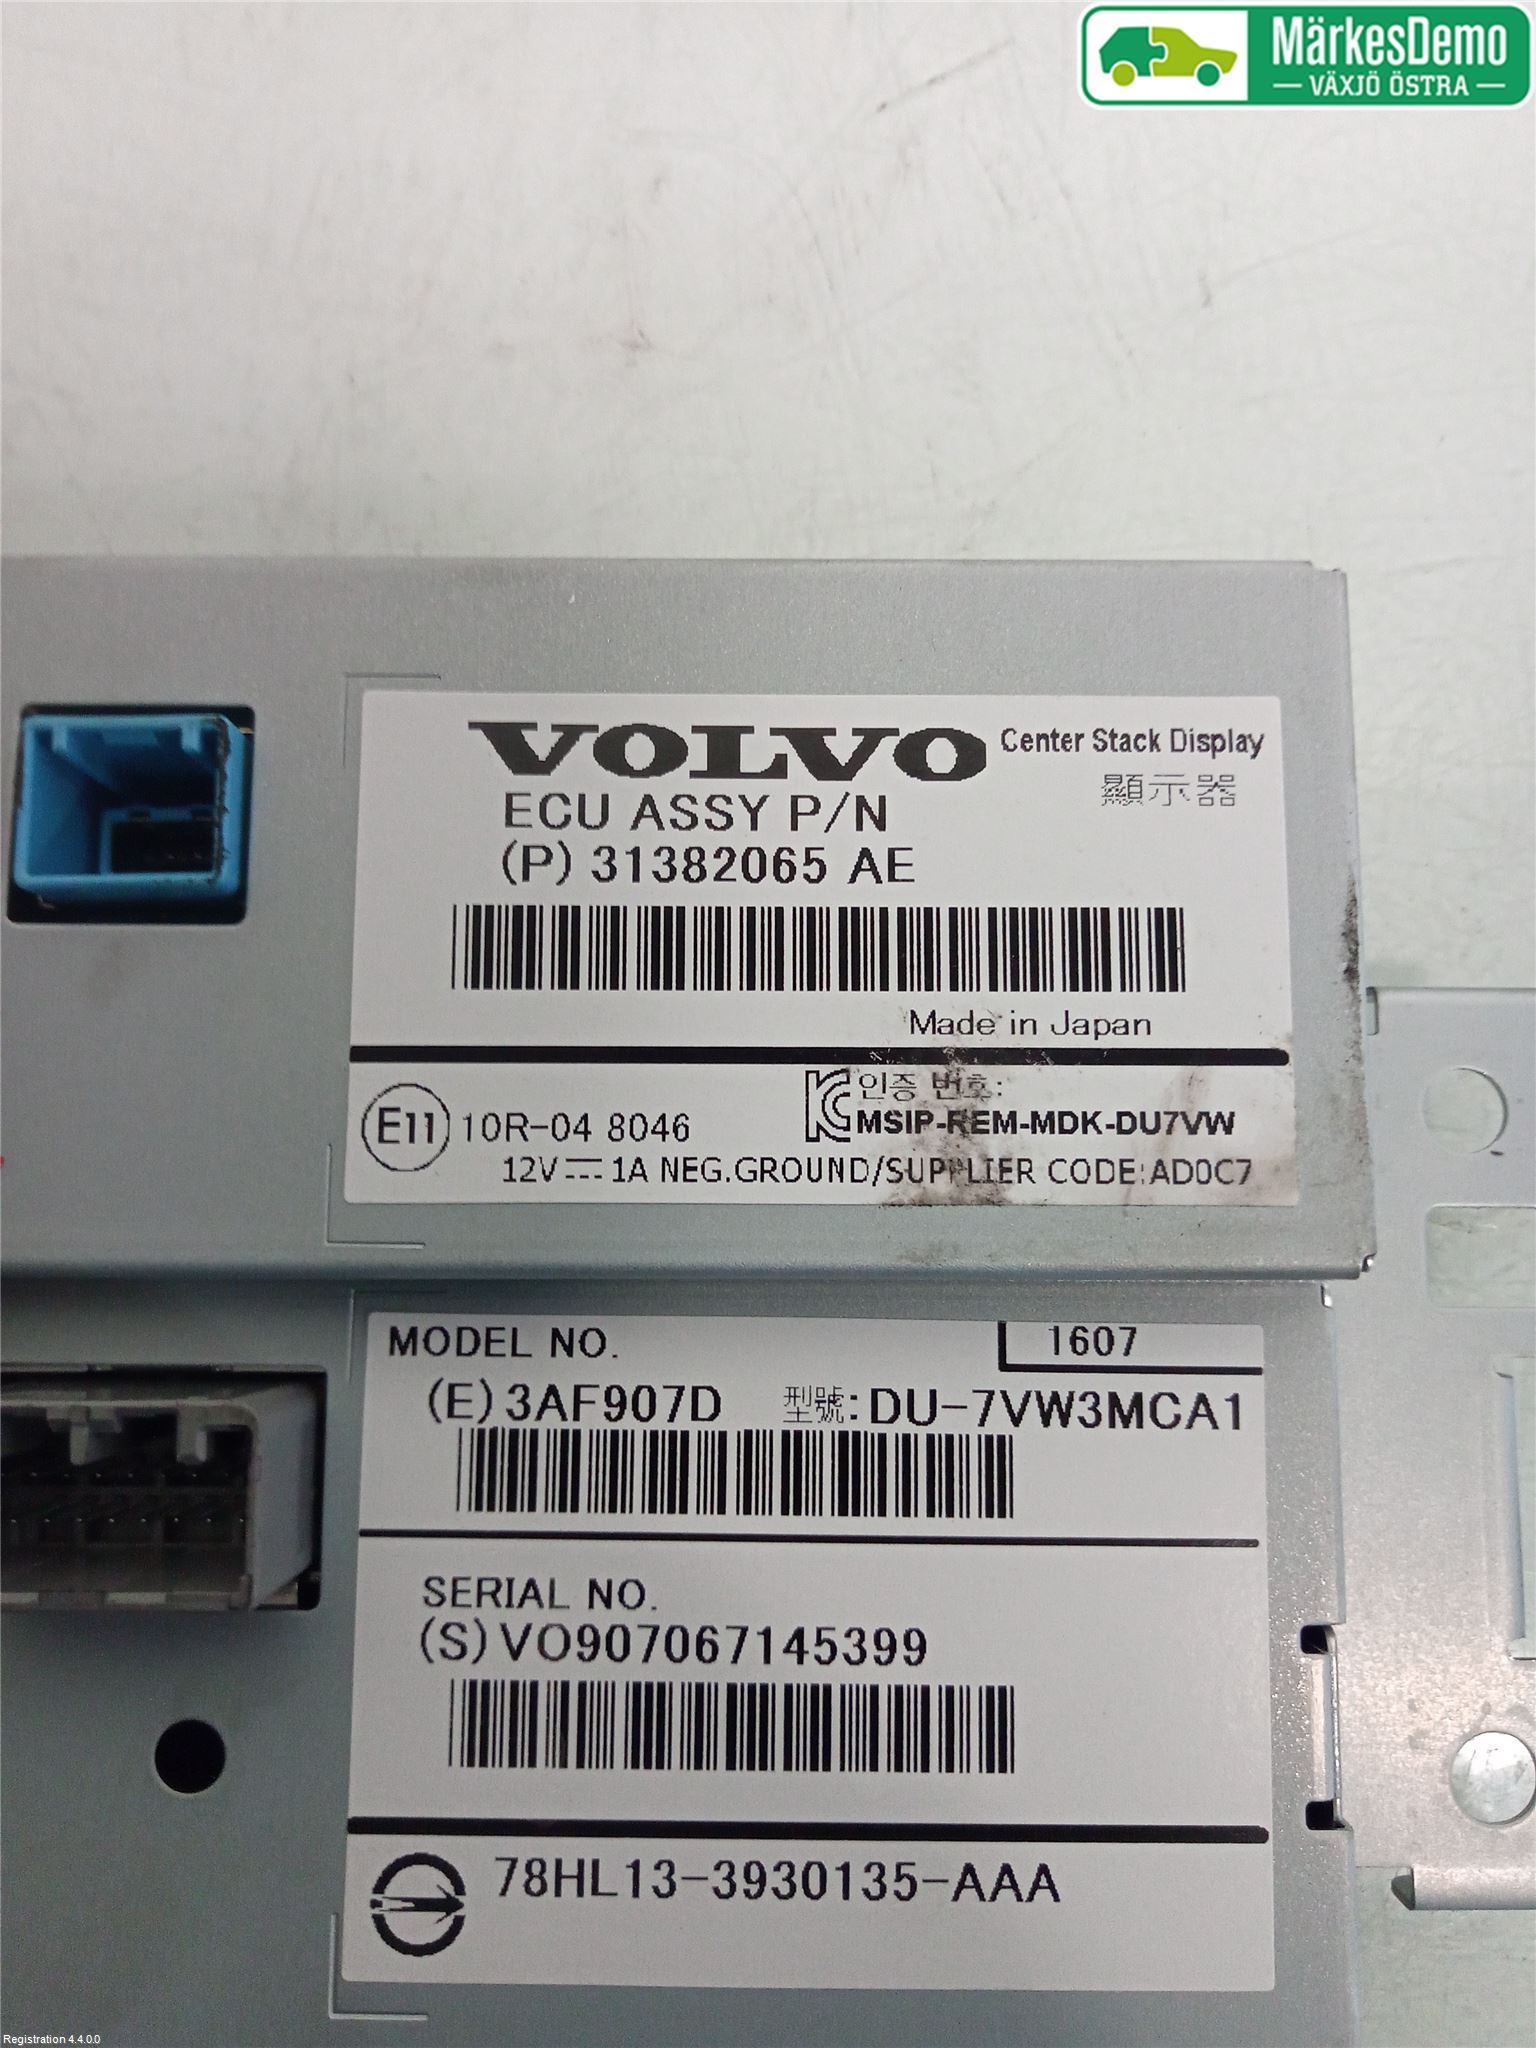 MärkesDemo
VÄXJÖ ÖSTRA
VOLVO Center Stack Display
顯示器
ECU ASSY P/N
(P) 31382065 AE
Made in Japan
E11 10R-04 8046
인증 번호:
MSIP-REM-MDK-DU7VW
12V 1A NEG.GROUND/SUPPLIER CODE:AD0C7
MODEL NO. 1607
(E) 3AF907D 型號: DU-7VW3MCA1
SERIAL NO.
(S) VO907067145399
78HL13-3930135-AAA
Registration 4.4.0.0